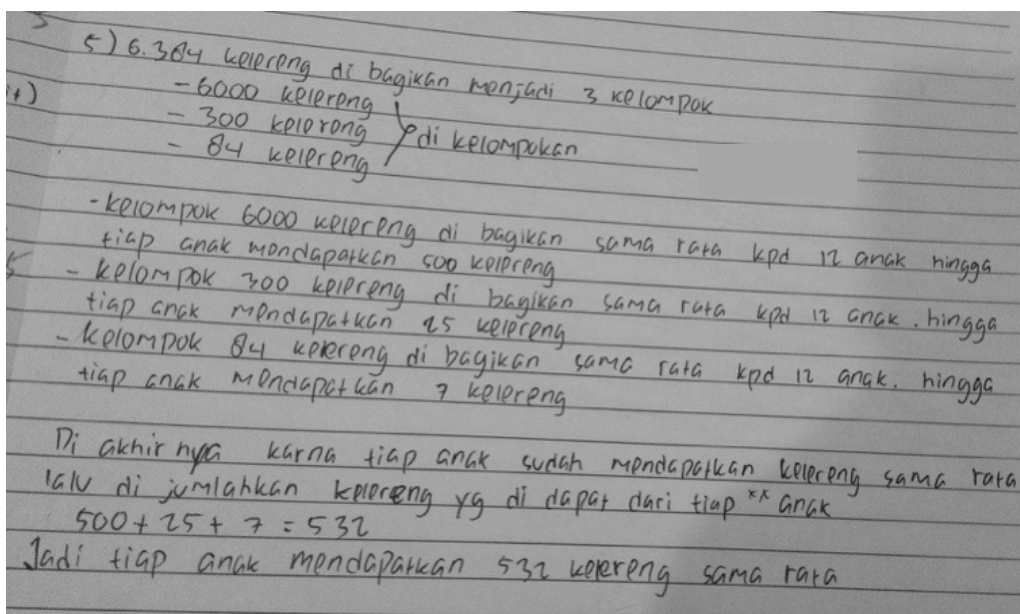 5) 6.384 kelereng di bagikan menjadi 3 kelompok
- 6000 kelereng
- 300 kelereng
- 84 kelereng
di kelompokan
- kelompok 6000 kelereng di bagikan sama rata kpd 12 anak hingga
tiap anak mendapatkan 500 kelereng
- kelompok 300 kelereng di bagikan sama rata kpd 12 anak. hingga
tiap anak mendapatkan 25 kelereng
- kelompok 84 kelereng di bagikan sama rata kpd 12 anak. hingga
tiap anak mendapatkan 7 kelereng
Di akhirnya karna tiap anak sudah mendapatkan kelereng sama rata
lalu di jumlahkan kelereng yg di dapat dari tiap xx anak
500 + 25 + 7 = 532
Jadi tiap anak mendapatkan 532 kelereng sama rata